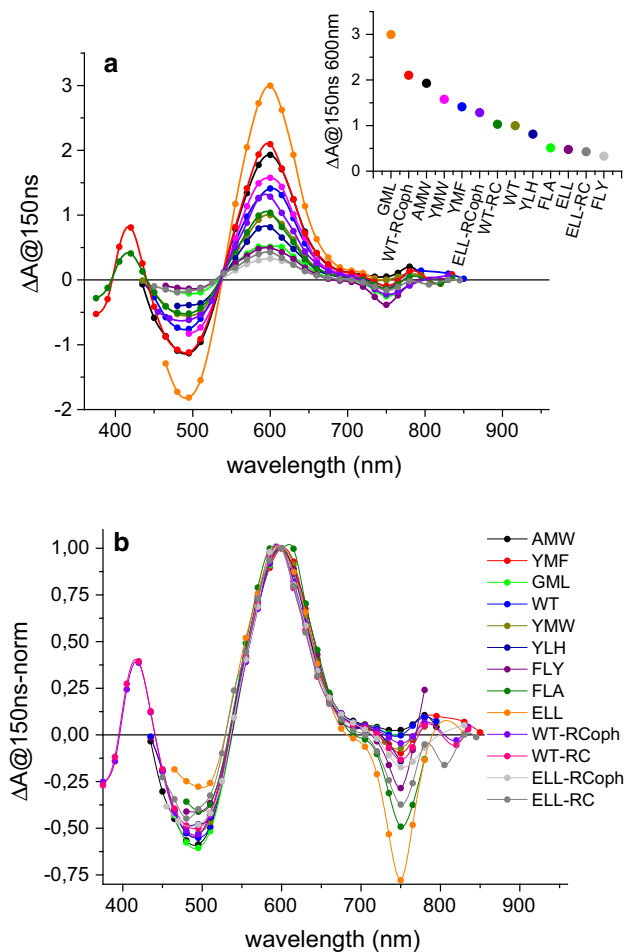 a
ΔA@150ns
3
2
1
0
-1
-2
400 500 600 700 800 900
wavelength (nm)
ΔA@150ns 600nm
3
2
1
0
GML
WT-RCoph
AMW
YMW
YMF
ELL-RCoph
WT-RC
WT
YLH
FLA
ELL
ELL-RC
FLY
b
ΔA@150ns-norm
1,00
0,75
0,50
0,25
0,00
-0,25
-0,50
-0,75
400 500 600 700 800 900
wavelength (nm)
AMW
YMF
GML
WT
YMW
YLH
FLY
FLA
ELL
WT-RCoph
WT-RC
ELL-RCoph
ELL-RC